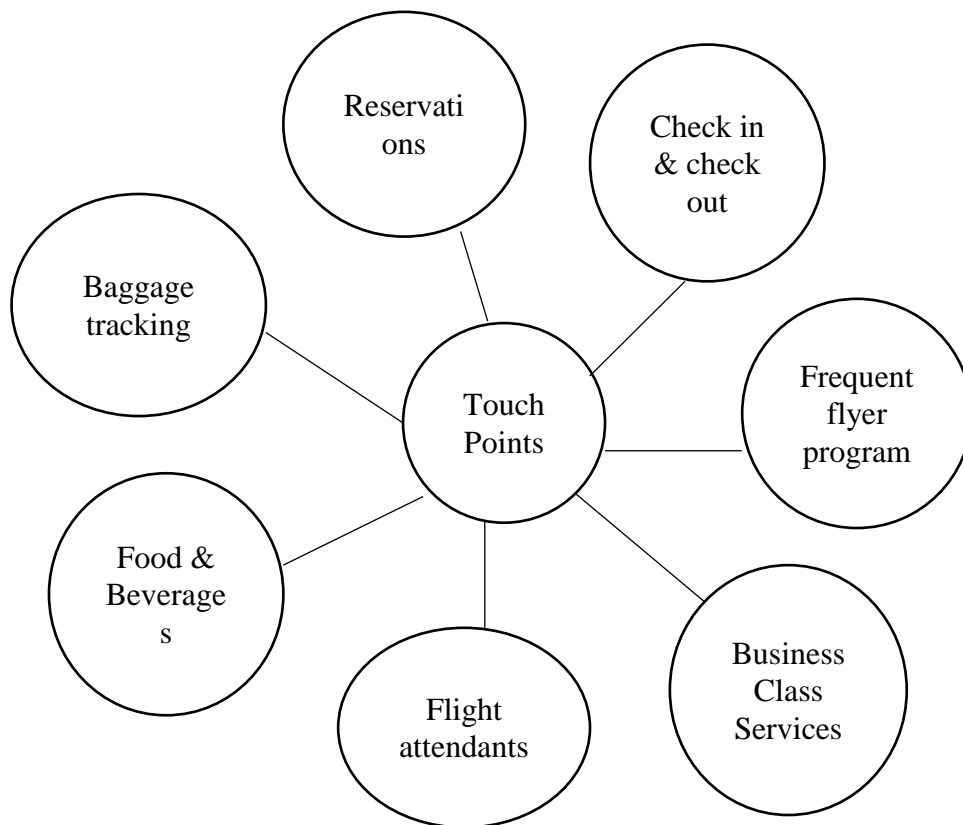 Reservati
ons
Check in
& check
out
Baggage
tracking
Frequent
flyer
program
Touch
Points
Food &
Beverage
s
Business
Class
Services
Flight
attendants